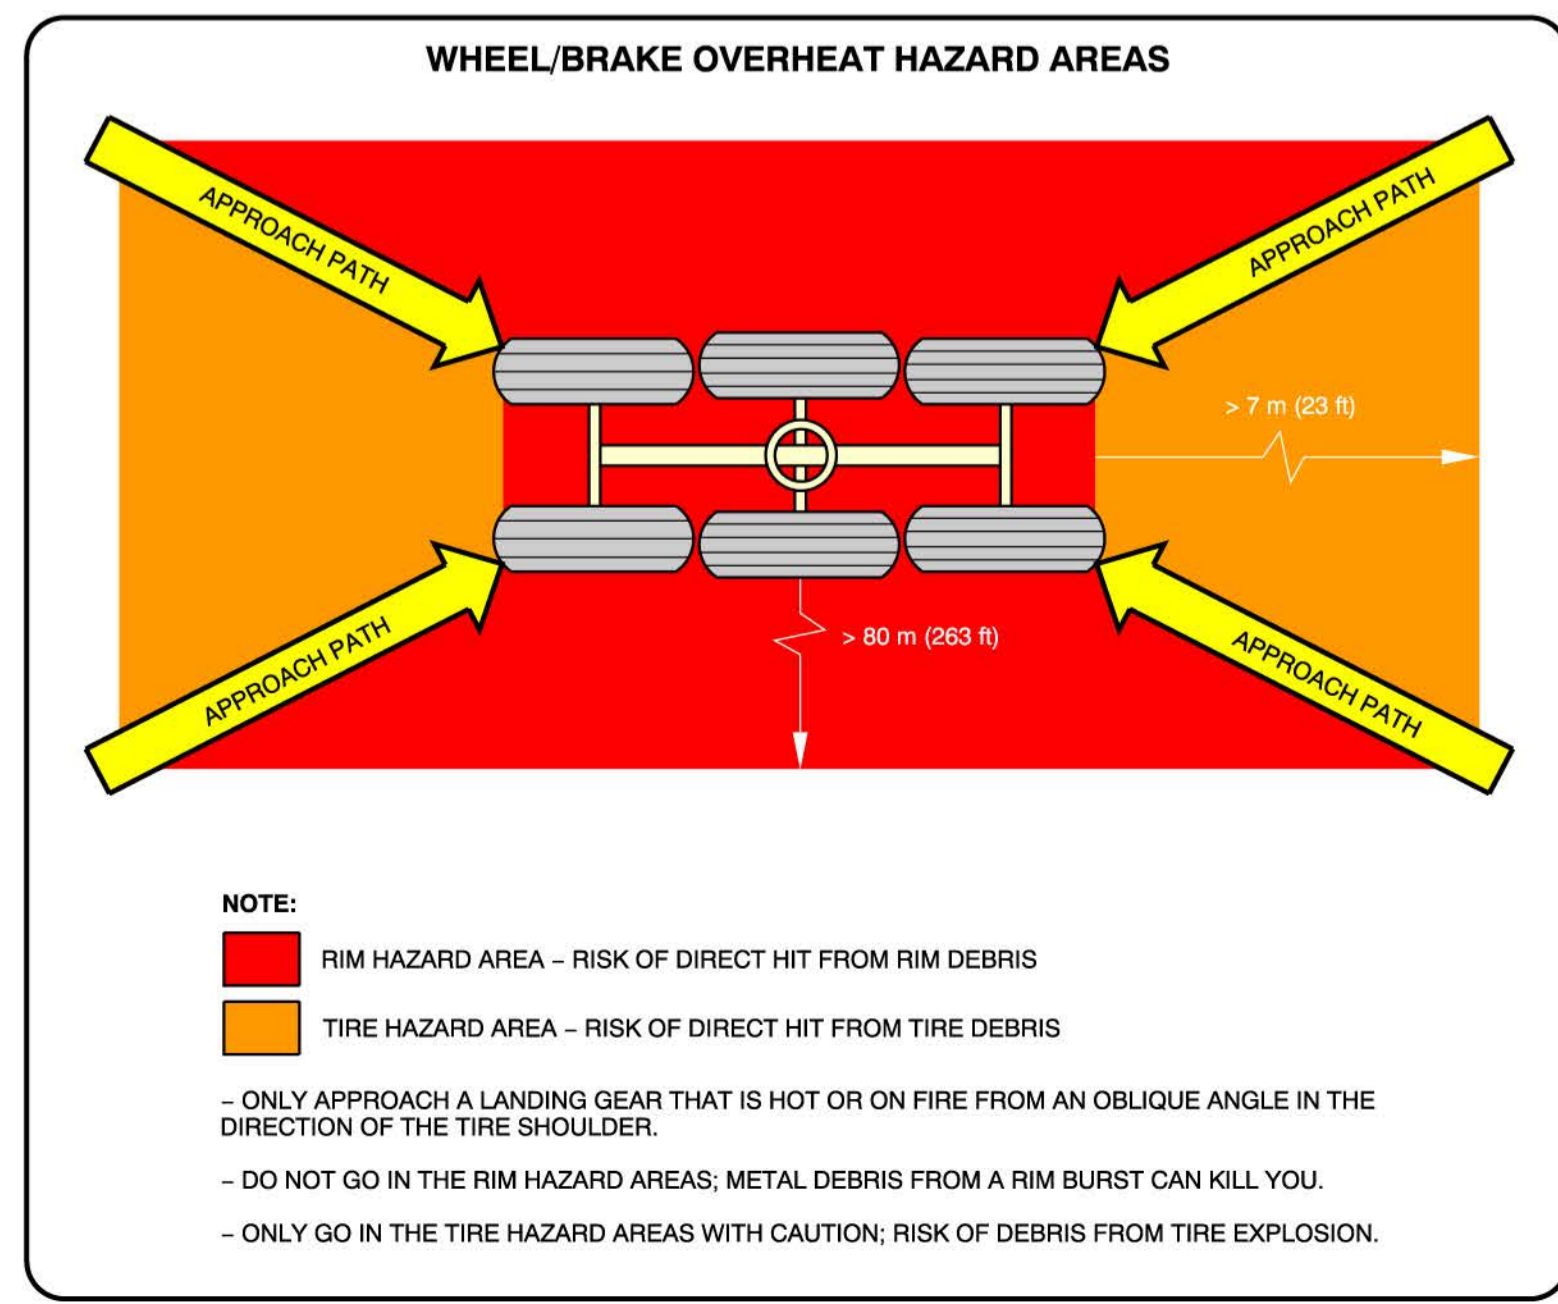 WHEEL/BRAKE OVERHEAT HAZARD AREAS
APPROACH PATH
APPROACH PATH
> 7 m (23 ft)
> 80 m (263 ft)
APPROACH PATH
APPROACH PATH
NOTE:
RIM HAZARD AREA – RISK OF DIRECT HIT FROM RIM DEBRIS
TIRE HAZARD AREA – RISK OF DIRECT HIT FROM TIRE DEBRIS
– ONLY APPROACH A LANDING GEAR THAT IS HOT OR ON FIRE FROM AN OBLIQUE ANGLE IN THE
DIRECTION OF THE TIRE SHOULDER.
– DO NOT GO IN THE RIM HAZARD AREAS; METAL DEBRIS FROM A RIM BURST CAN KILL YOU.
– ONLY GO IN THE TIRE HAZARD AREAS WITH CAUTION; RISK OF DEBRIS FROM TIRE EXPLOSION.